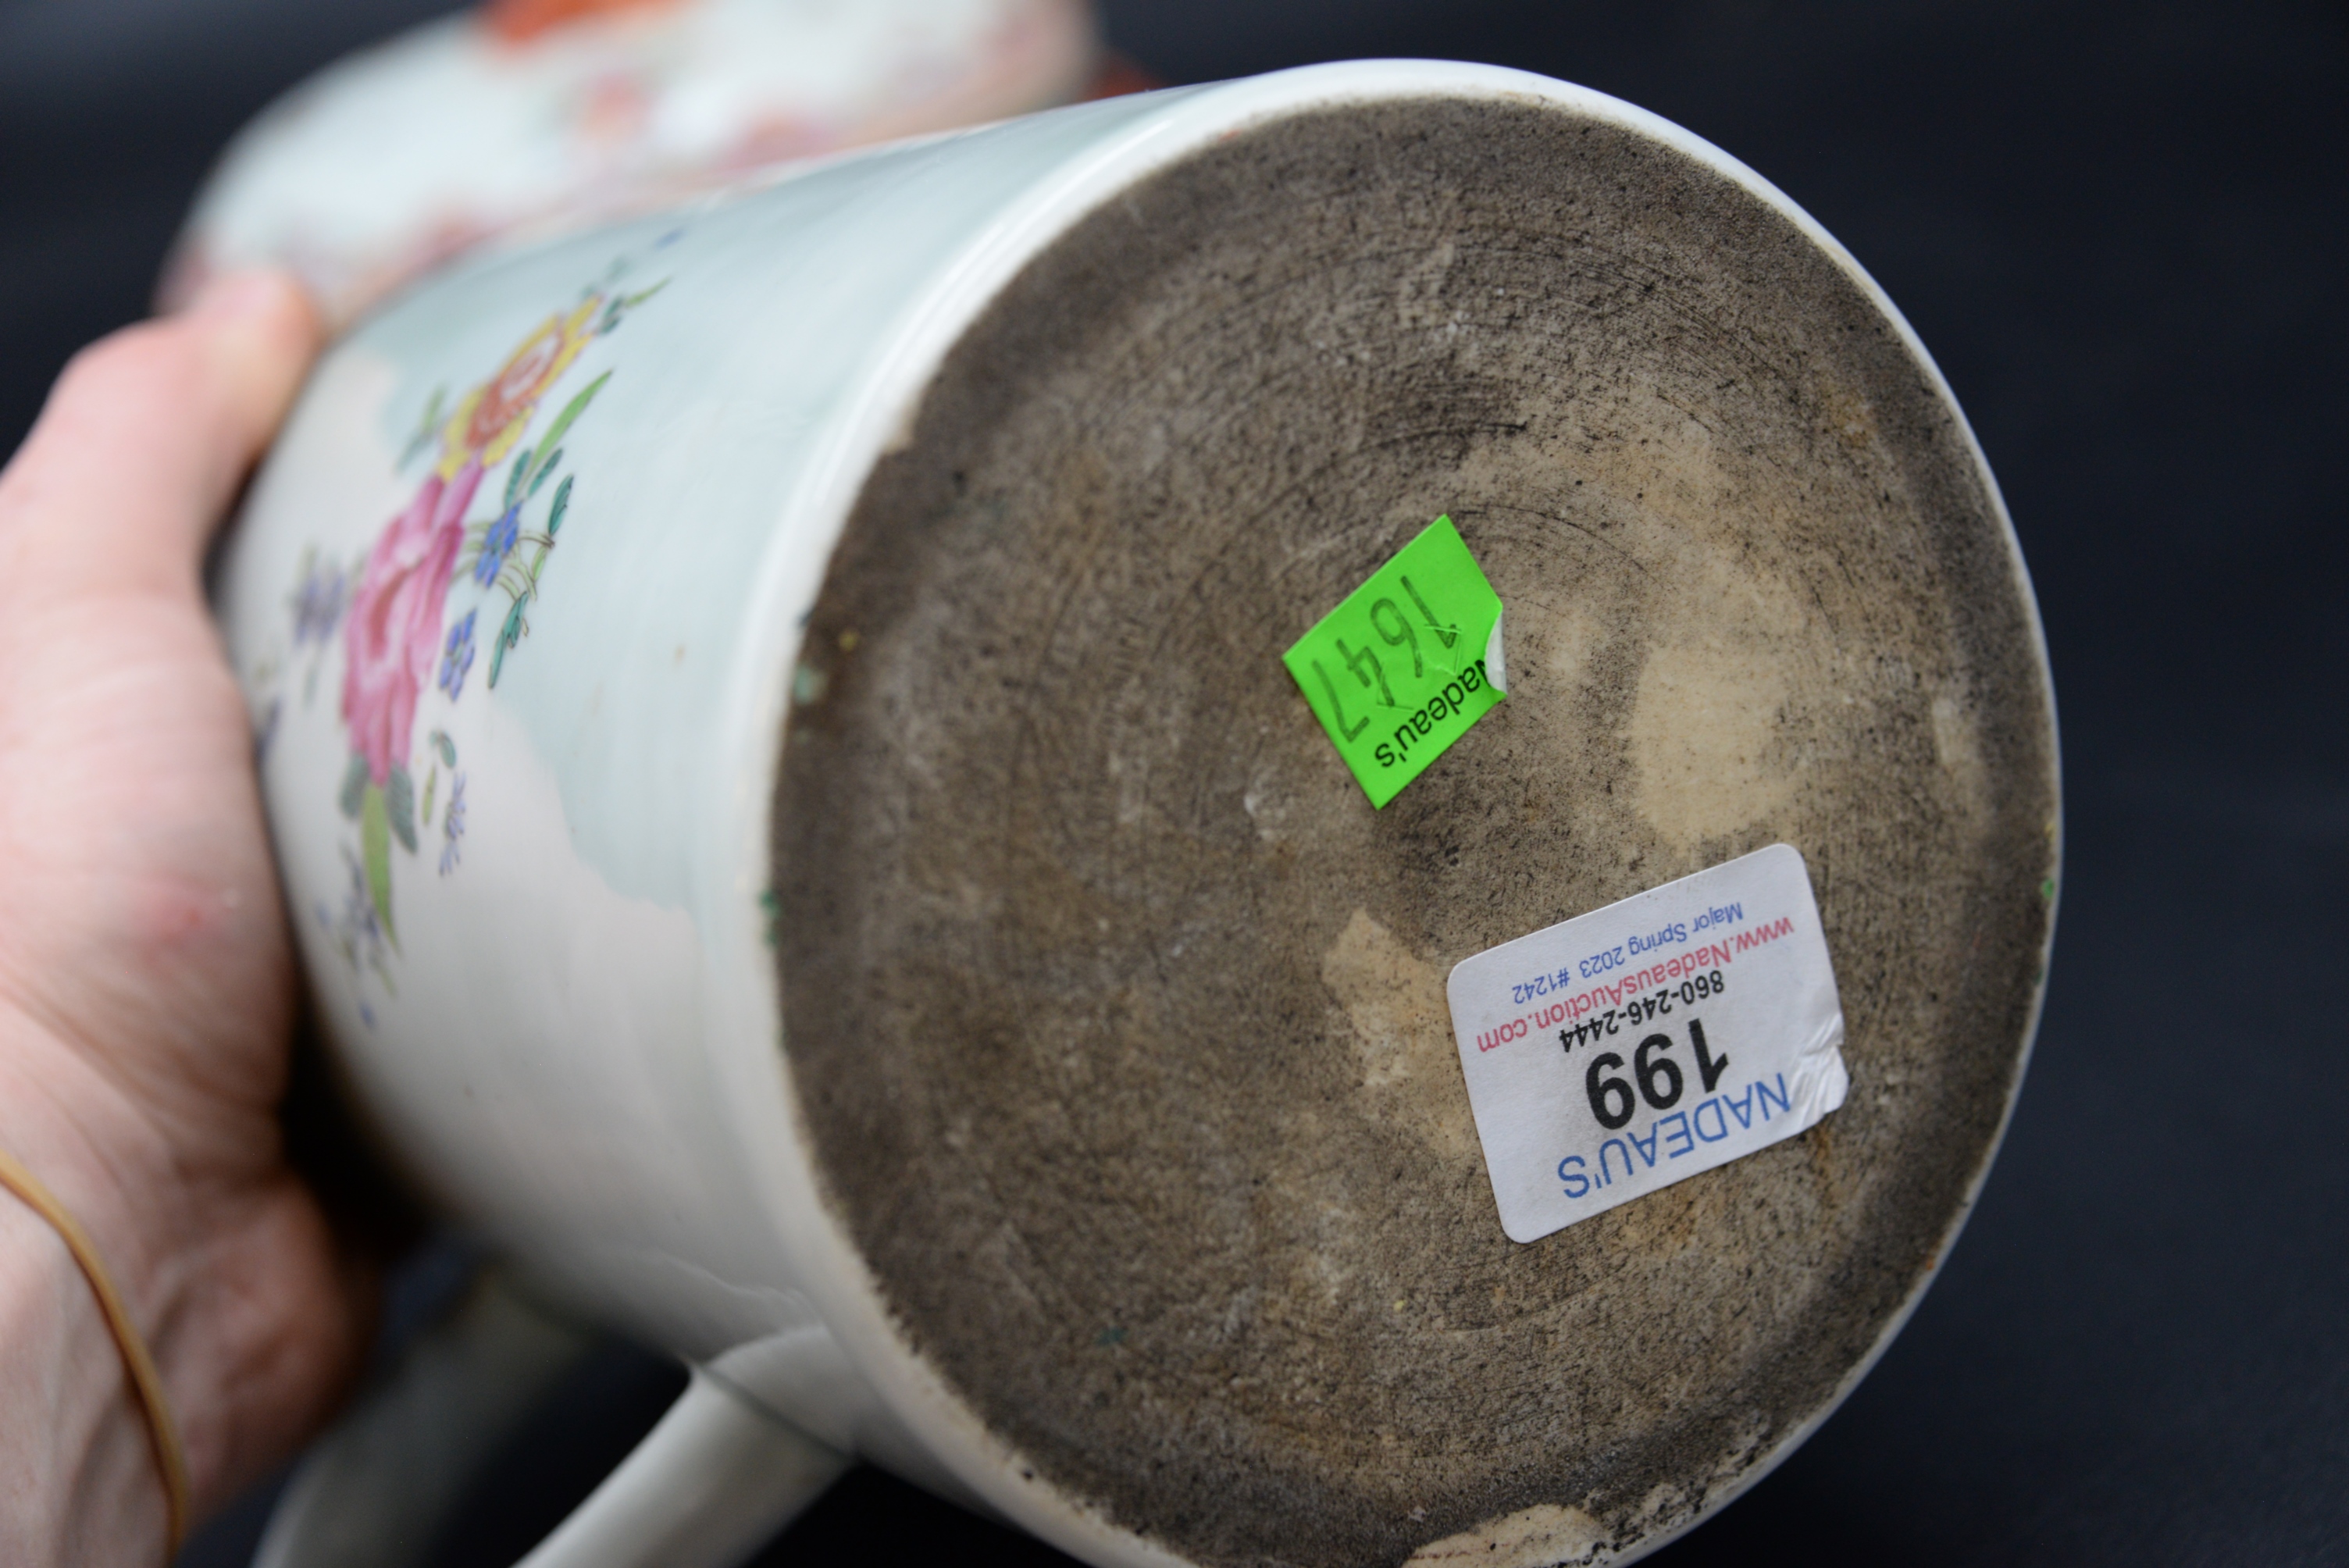 Nadeau's
1647
NADEAU'S
199
860-246-2444
www.NadeausAuction.com
Major Spring 2023 #1242